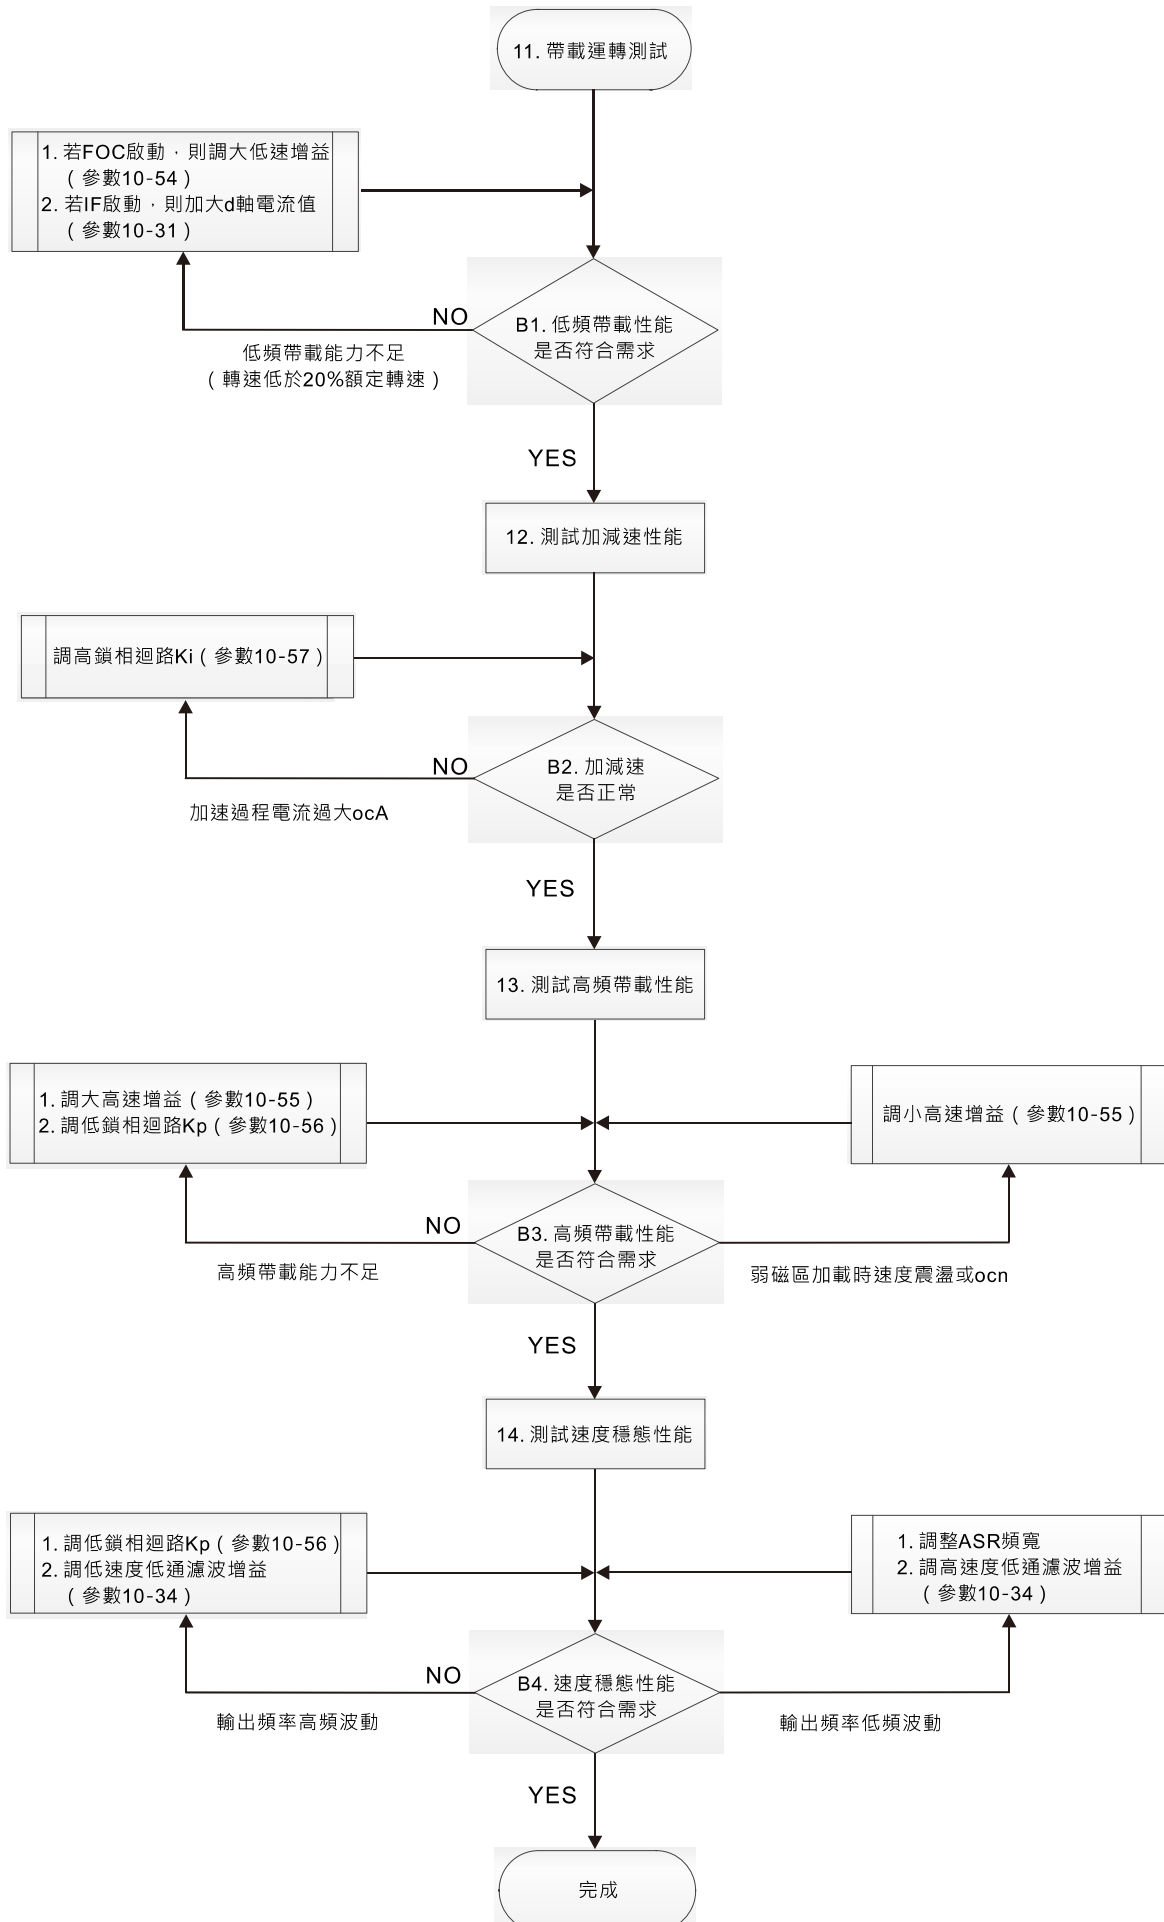 11. 帶載運轉測試
1. 若FOC啟動，則調大低速增益
（參數10-54）
2. 若IF啟動，則加大d軸電流值
（參數10-31）
NO
B1. 低頻帶載性能
是否符合需求
低頻帶載能力不足
（轉速低於20%額定轉速）
YES
12. 測試加減速性能
調高鎖相迴路Ki（參數10-57）
NO
B2. 加減速
是否正常
加速過程電流過大ocA
YES
13. 測試高頻帶載性能
1. 調大高速增益（參數10-55）
2. 調低鎖相迴路Kp（參數10-56）
調小高速增益（參數10-55）
NO
B3. 高頻帶載性能
是否符合需求
高頻帶載能力不足
弱磁區加載時速度震盪或ocn
YES
14. 測試速度穩態性能
1. 調低鎖相迴路Kp（參數10-56）
2. 調低速度低通濾波增益
（參數10-34）
1. 調整ASR頻寬
2. 調高速度低通濾波增益
（參數10-34）
NO
B4. 速度穩態性能
是否符合需求
輸出頻率高頻波動
輸出頻率低頻波動
YES
完成